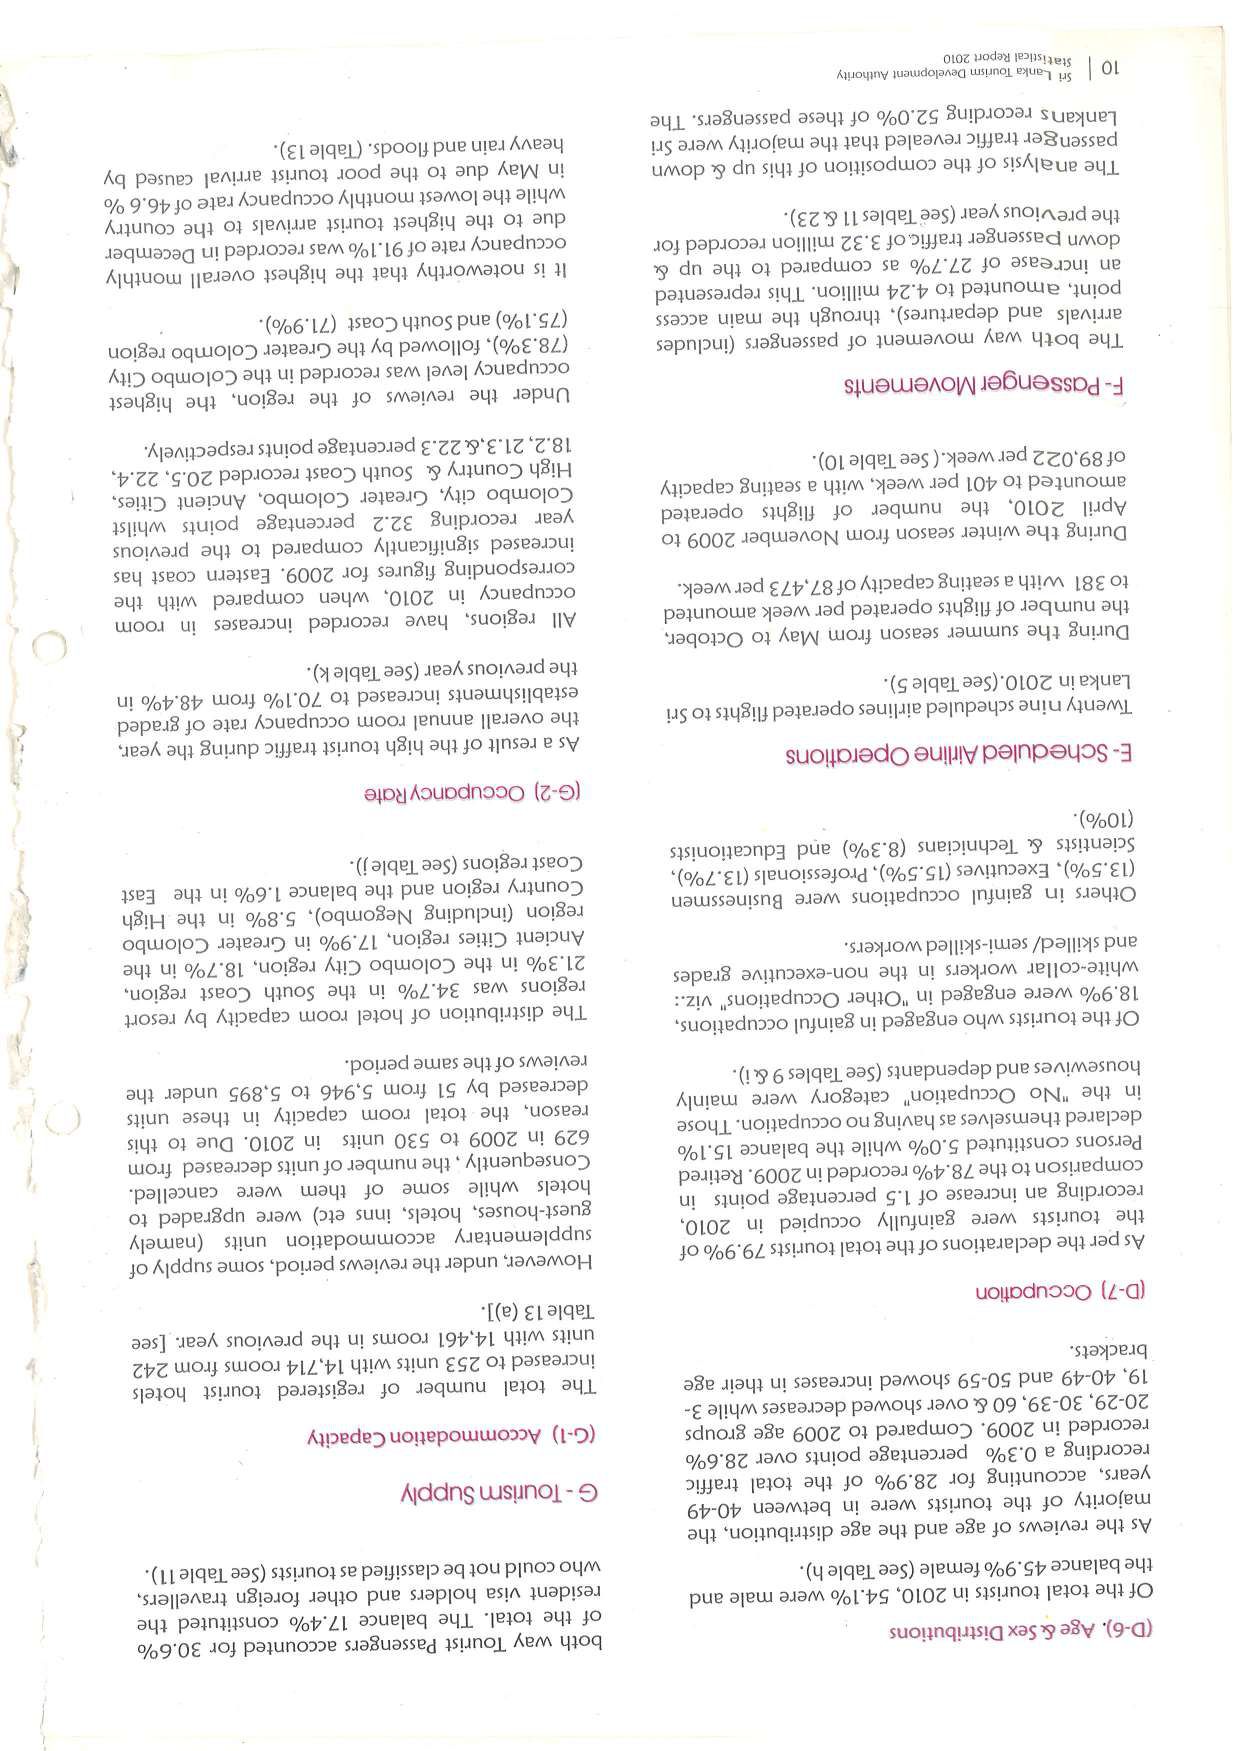 (D-6). Age & Sex Distributions
Of the total tourists in 2010, 54.1% were male and
the balance 45.9% female (See Table h).
As the reviews of age and the age distribution, the
majority of the tourists were in between 40-49
years, accounting for 28.9% of the total traffic
recording a 0.3% percentage points over 28.6%
recorded in 2009. Compared to 2009 age groups
20-29, 30-39, 60 & over showed decreases while 3-
19, 40-49 and 50-59 showed increases in their age
brackets.
(D-7) Occupation
As per the declarations of the total tourists 79.9% of
the tourists were gainfully occupied in 2010,
recording an increase of 1.5 percentage points in
comparison to the 78.4% recorded in 2009. Retired
Persons constituted 5.0% while the balance 15.1%
declared themselves as having no occupation. Those
in the "No Occupation" category were mainly
housewives and dependants (See Tables 9 & i).
Of the tourists who engaged in gainful occupations,
18.9% were engaged in "Other Occupations" viz.:
white-collar workers in the non-executive grades
and skilled/ semi-skilled workers.
Others in gainful occupations were Businessmen
(13.5%), Executives (15.5%), Professionals (13.7%),
Scientists & Technicians (8.3%) and Educationists
(10%).
E- Scheduled Airline Operations
Twenty nine scheduled airlines operated flights to Sri
Lanka in 2010.(See Table 5).
During the summer season from May to October,
the number of flights operated per week amounted
to 381 with a seating capacity of 87,473 per week.
During the winter season from November 2009 to
April 2010, the number of flights operated
amounted to 401 per week, with a seating capacity
of 89,022 per week.( See Table 10).
F- Passenger Movements
The both way movement of passengers (includes
arrivals and departures), through the main access
point, amounted to 4.24 million. This represented
an increase of 27.7% as compared to the up &
down passenger traffic of 3.32 million recorded for
the previous year (See Tables 11 & 23).
The analysis of the composition of this up & down
passenger traffic revealed that the majority were Sri
Lankans recording 52.0% of these passengers. The
both way Tourist Passengers accounted for 30.6%
of the total. The balance 17.4% constituted the
resident visa holders and other foreign travellers,
who could not be classified as tourists (See Table 11).
G - Tourism Supply
(G-1) Accommodation Capacity
The total number of registered tourist hotels
increased to 253 units with 14,714 rooms from 242
units with 14,461 rooms in the previous year. [see
Table 13 (a)].
However, under the reviews period, some supply of
supplementary accommodation units (namely
guest-houses, hotels, inns etc) were upgraded to
hotels while some of them were cancelled.
Consequently , the number of units decreased from
629 in 2009 to 530 units in 2010. Due to this
reason, the total room capacity in these units
decreased by 51 from 5,946 to 5,895 under the
reviews of the same period.
The distribution of hotel room capacity by resort
regions was 34.7% in the South Coast region,
21.3% in the Colombo City region, 18.7% in the
Ancient Cities region, 17.9% in Greater Colombo
region (including Negombo), 5.8% in the High
Country region and the balance 1.6% in the East
Coast regions (See Table j).
(G-2) Occupancy Rate
As a result of the high tourist traffic during the year,
the overall annual room occupancy rate of graded
establishments increased to 70.1% from 48.4% in
the previous year (See Table k).
All regions, have recorded increases in room
occupancy in 2010, when compared with the
corresponding figures for 2009. Eastern coast has
increased significantly compared to the previous
year recording 32.2 percentage points whilst
Colombo city, Greater Colombo, Ancient Cities,
High Country & South Coast recorded 20.5, 22.4,
18.2, 21.3,& 22.3 percentage points respectively.
Under the reviews of the region, the highest
occupancy level was recorded in the Colombo City
(78.3%), followed by the Greater Colombo region
(75.1%) and South Coast (71.9%).
It is noteworthy that the highest overall monthly
occupancy rate of 91.1% was recorded in December
due to the highest tourist arrivals to the country
while the lowest monthly occupancy rate of 46.6 %
in May due to the poor tourist arrival caused by
heavy rain and floods. (Table 13).
10 | Sri Lanka Tourism Development Authority
Statistical Report 2010